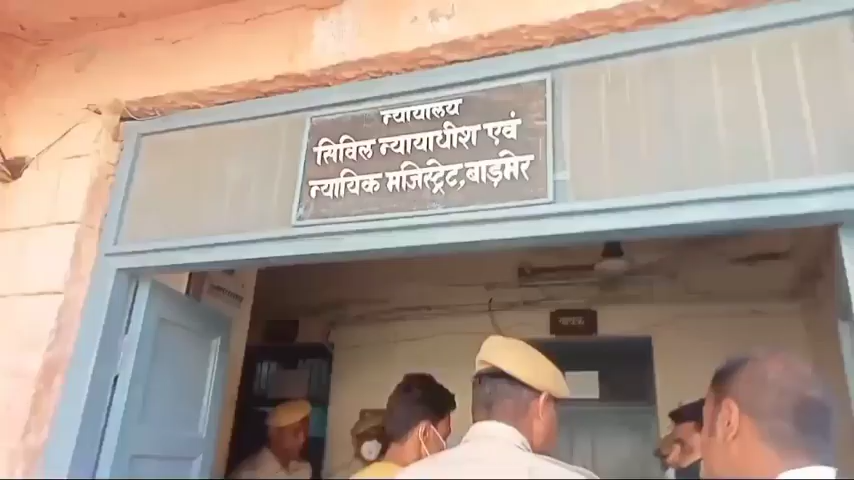 न्यायालय
सिविल न्यायाधीश एवं
न्यायिक मजिस्ट्रेट, बाड़मेर